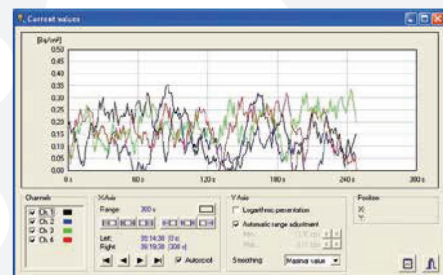 Current values
[Bq/m³]
0,50
0,45
0,40
0,35
0,30
0,25
0,20
0,15
0,10
0,05
0,00
0 s 60 s 120 s 180 s 240 s 300 s
Channels
Ch. 1
Ch. 2
Ch. 3
Ch. 4
X-Axis
Range: 300 s
Left: [0 s]
Right: [300 s]
Autoscroll
Y-Axis
Logarithmic presentation
Automatic range adjustment
Smoothing: Maximal value
Position
X:
Y: